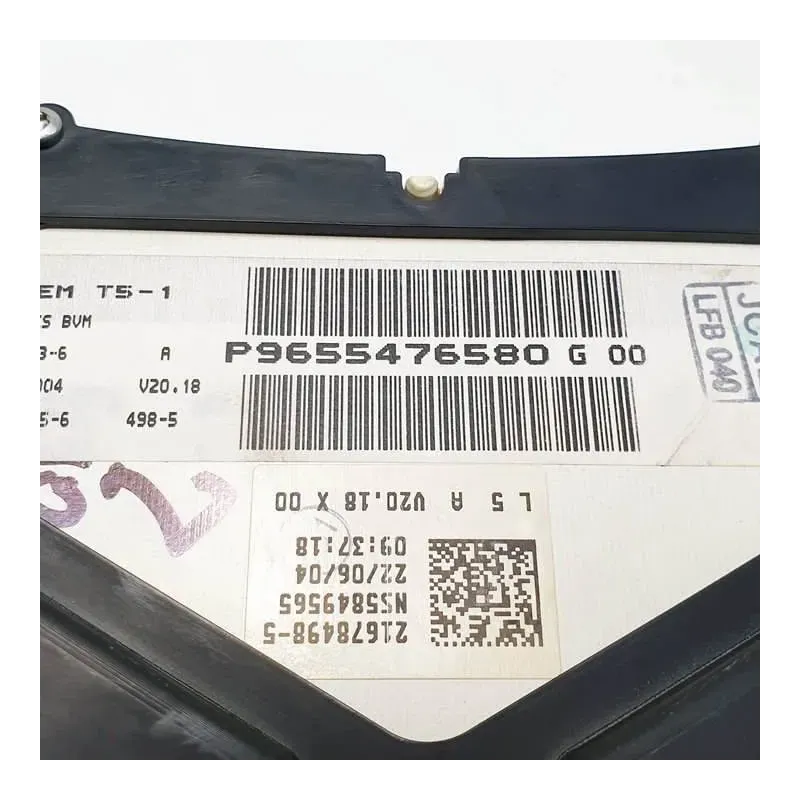 EM T5-1
S BVM
3-6 A
004 V20.18
5-6 498-5
P9655476580 G 00
LFB 040
21678498-5
NS5849565
22/06/04
09:37:18
L 5 A V20.18 X 00